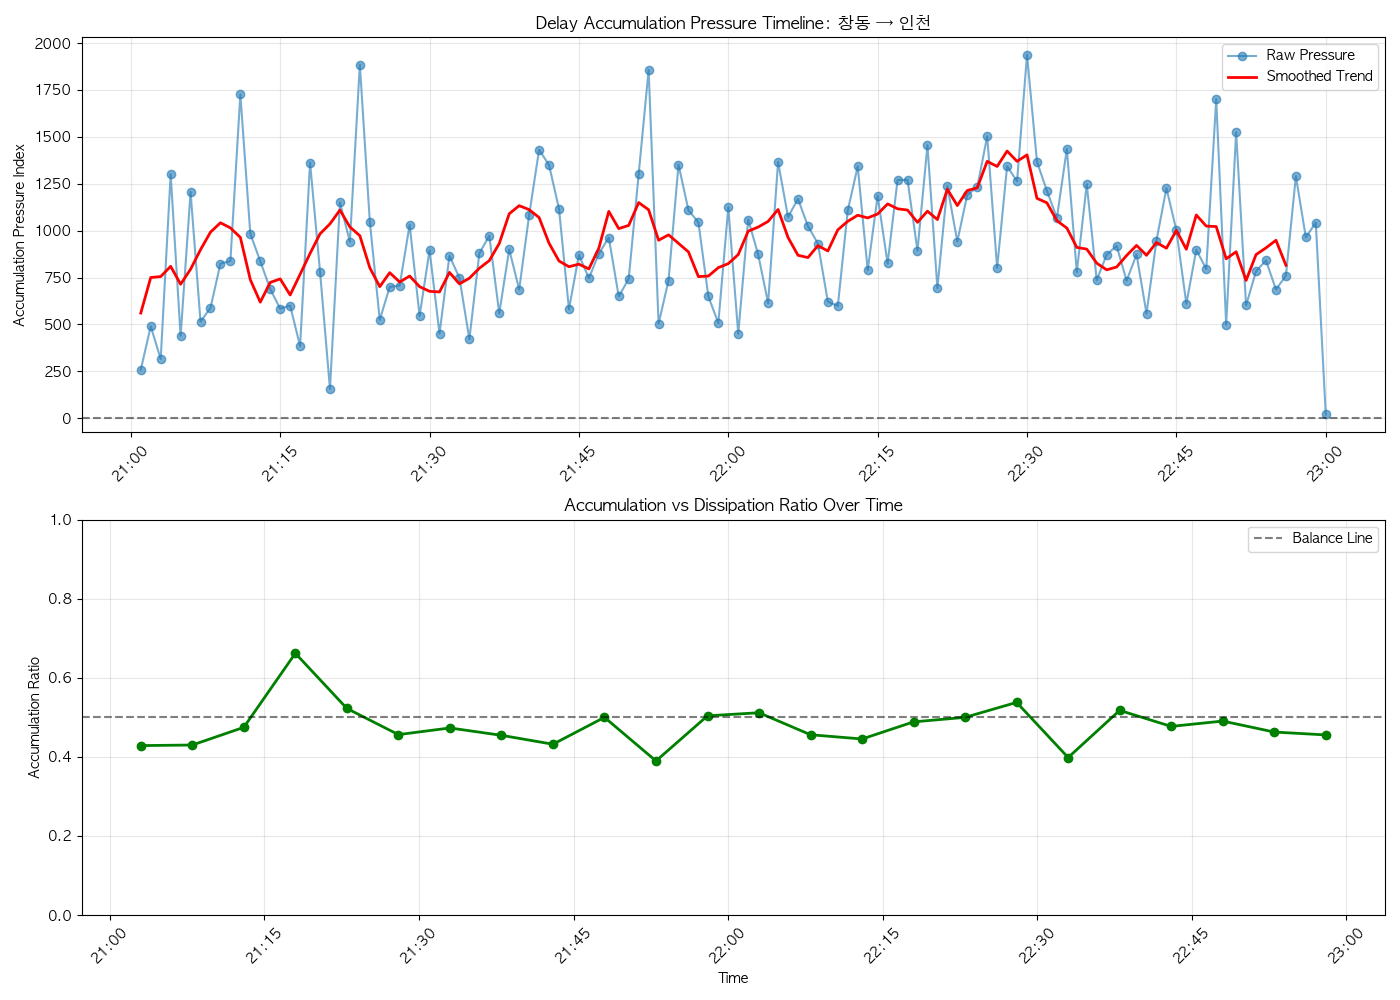 Delay Accumulation Pressure Timeline: 창동 → 인천
Accumulation Pressure Index
2000
1750
1500
1250
1000
750
500
250
0
Raw Pressure
Smoothed Trend
21:00 21:15 21:30 21:45 22:00 22:15 22:30 22:45 23:00
Accumulation vs Dissipation Ratio Over Time
Accumulation Ratio
1.0
0.8
0.6
0.4
0.2
0.0
Balance Line
21:00 21:15 21:30 21:45 22:00 22:15 22:30 22:45 23:00
Time